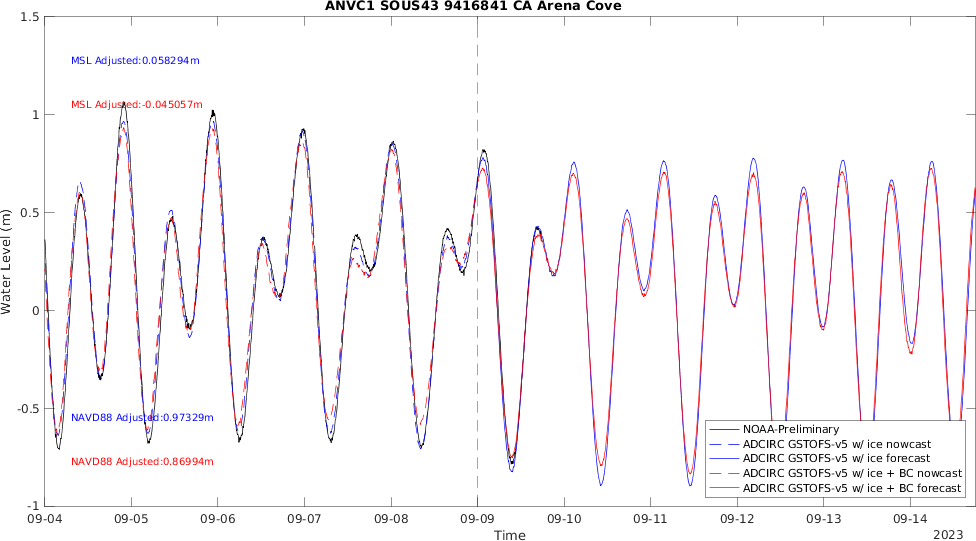 ANVC1 SOUS43 9416841 CA Arena Cove
1.5
1
0.5
0
-0.5
-1
Water Level (m)
MSL Adjusted:0.058294m
MSL Adjusted:-0.045057m
NAVD88 Adjusted:0.97329m
NAVD88 Adjusted:0.86994m
NOAA-Preliminary
ADCIRC GSTOFS-v5 w/ ice nowcast
ADCIRC GSTOFS-v5 w/ ice forecast
ADCIRC GSTOFS-v5 w/ ice + BC nowcast
ADCIRC GSTOFS-v5 w/ ice + BC forecast
09-04 09-05 09-06 09-07 09-08 09-09 09-10 09-11 09-12 09-13 09-14
Time
2023